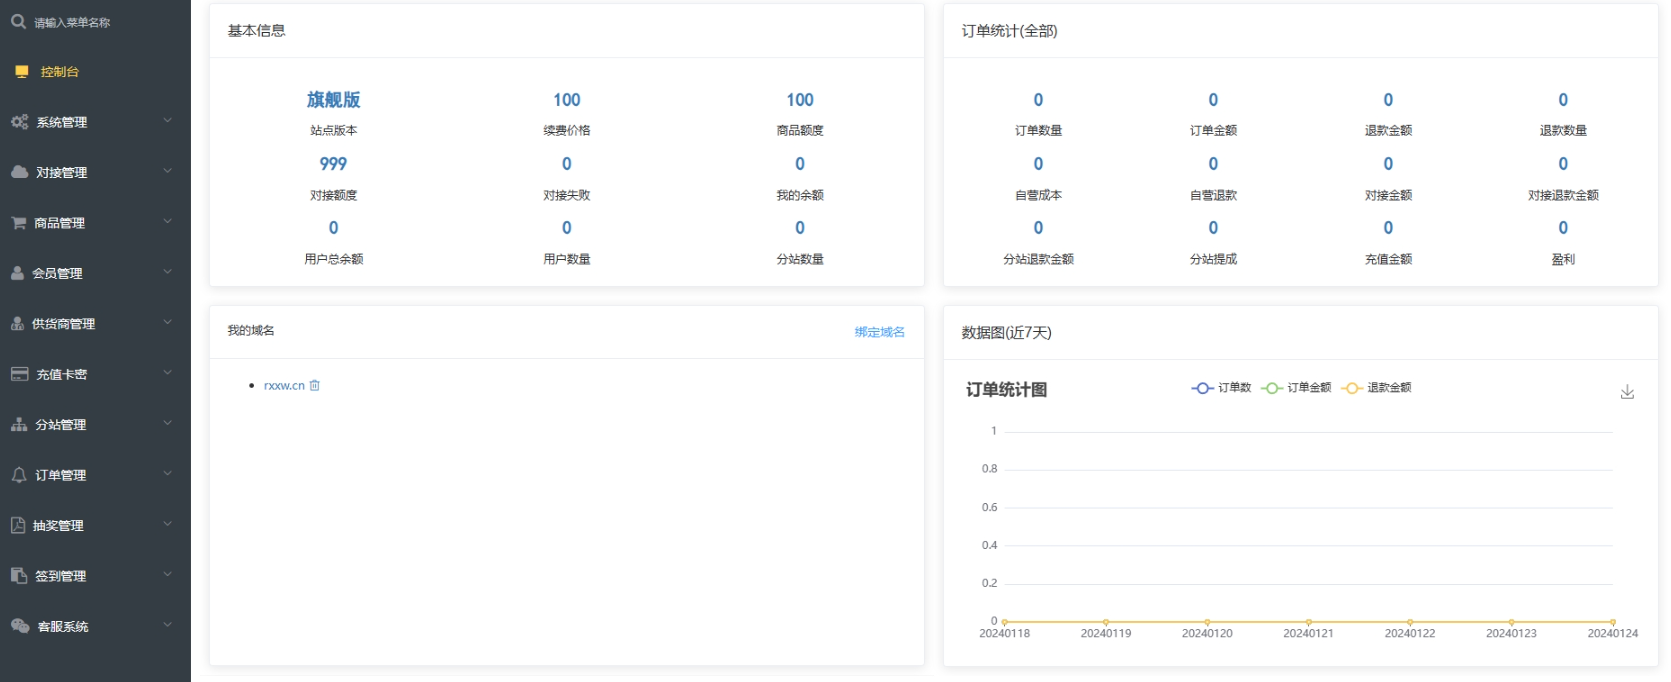 请输入菜单名称
控制台
系统管理
对接管理
商品管理
会员管理
供货商管理
充值卡密
分站管理
订单管理
抽奖管理
签到管理
客服系统
基本信息
旗舰版 100 100
站点版本 续费价格 商品额度
999 0 0
对接额度 对接失败 我的余额
0 0 0
用户总余额 用户数量 分站数量
订单统计(全部)
0 0 0 0
订单数量 订单金额 退款金额 退款数量
0 0 0 0
自营成本 自营退款 对接金额 对接退款金额
0 0 0 0
分站退款金额 分站提成 充值金额 盈利
我的域名 绑定域名
rxxw.cn
数据图(近7天)
订单统计图 订单数 订单金额 退款金额
1
0.8
0.6
0.4
0.2
0
20240118 20240119 20240120 20240121 20240122 20240123 20240124